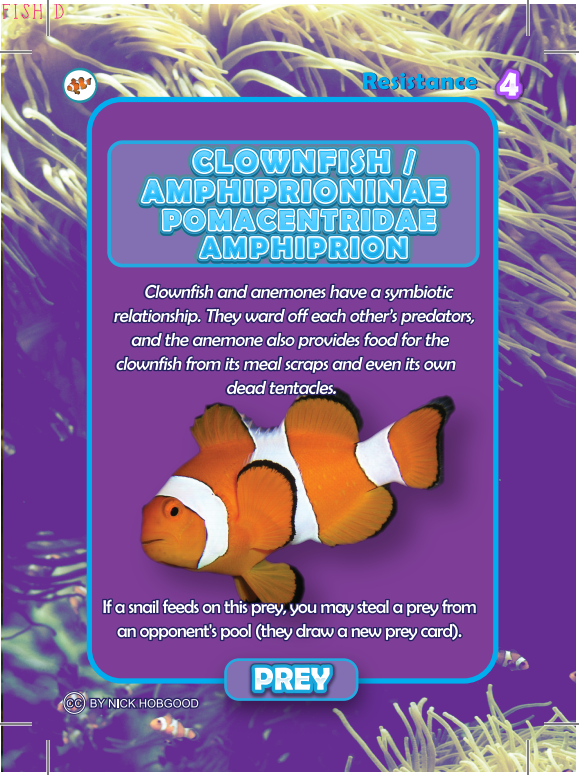 FISH D
Resistance 4
CLOWNFISH /
AMPHIPRIONINAE
POMACENTRIDAE
AMPHIPRION
Clownfish and anemones have a symbiotic
relationship. They ward off each other's predators,
and the anemone also provides food for the
clownfish from its meal scraps and even its own
dead tentacles.
If a snail feeds on this prey, you may steal a prey from
an opponent's pool (they draw a new prey card).
PREY
CC BY NICK HOBGOOD